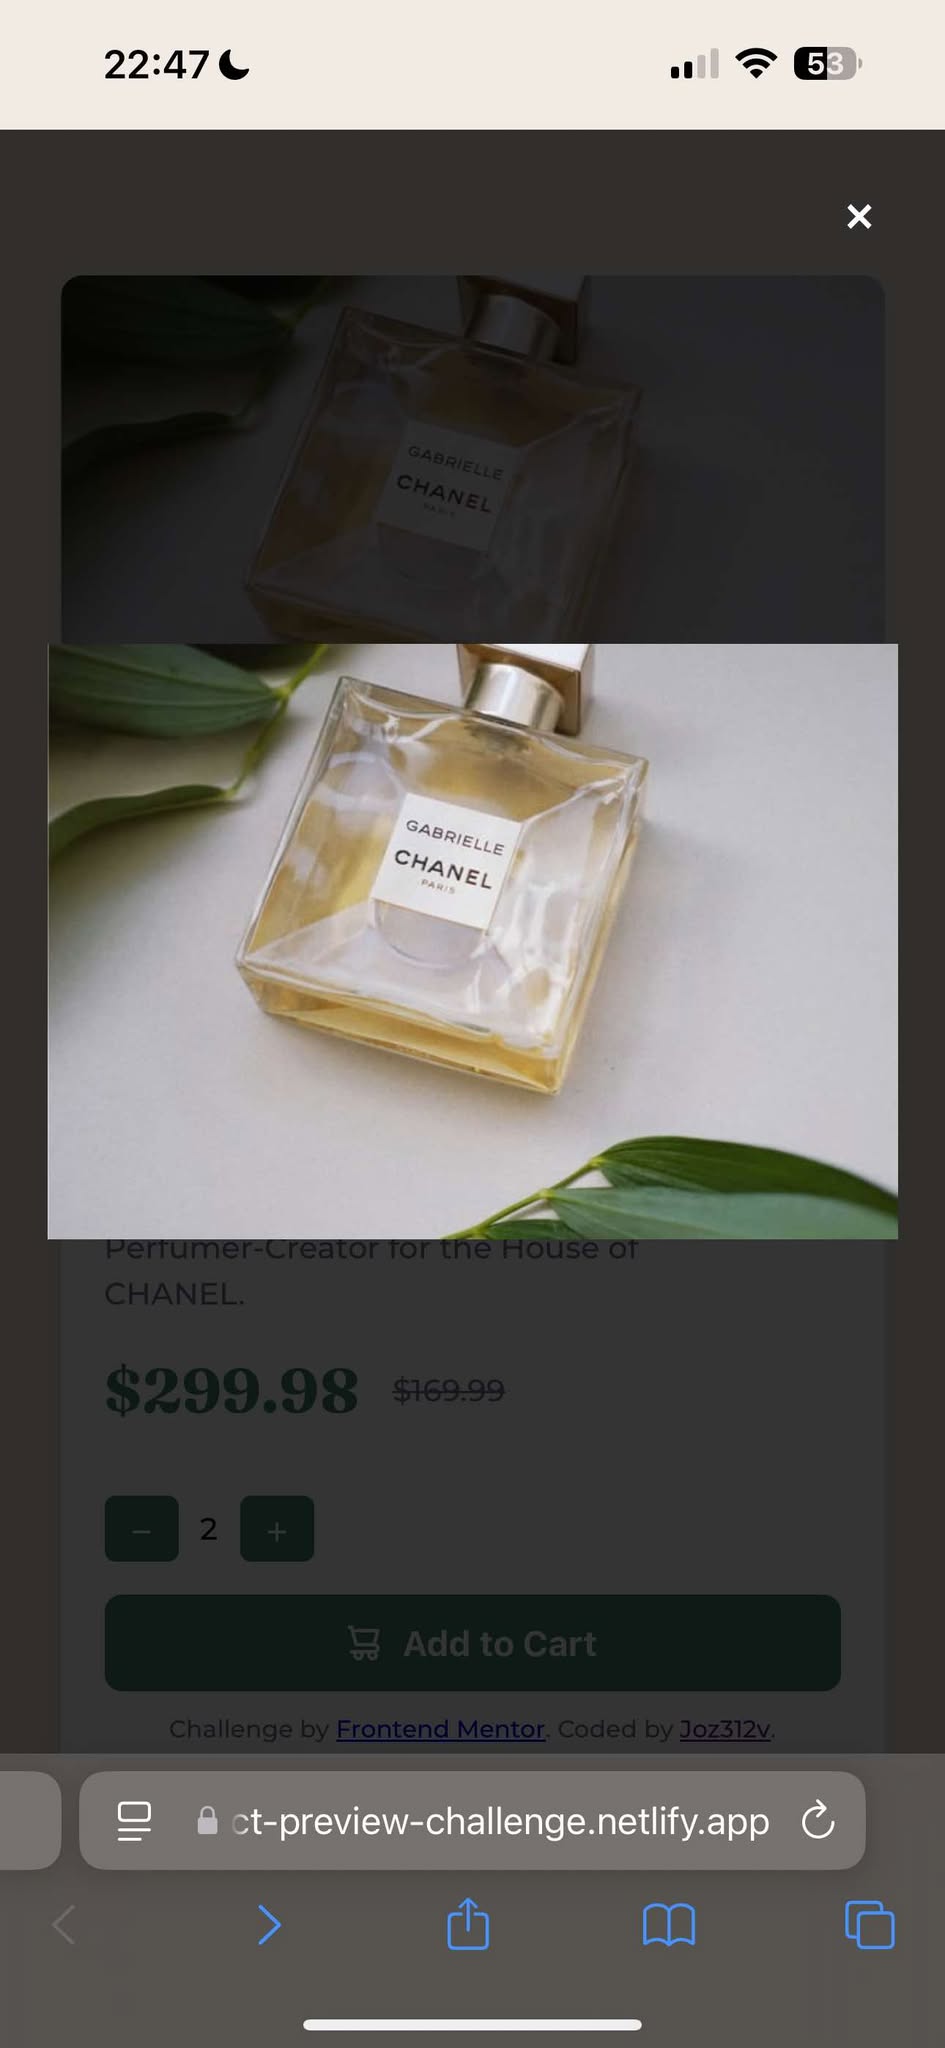 22:47
53
×
GABRIELLE
CHANEL
PARIS
GABRIELLE
CHANEL
PARIS
Perfumer-Creator for the House of
CHANEL.
$299.98 $169.99
− 2 +
Add to Cart
Challenge by Frontend Mentor. Coded by Joz312v.
ct-preview-challenge.netlify.app